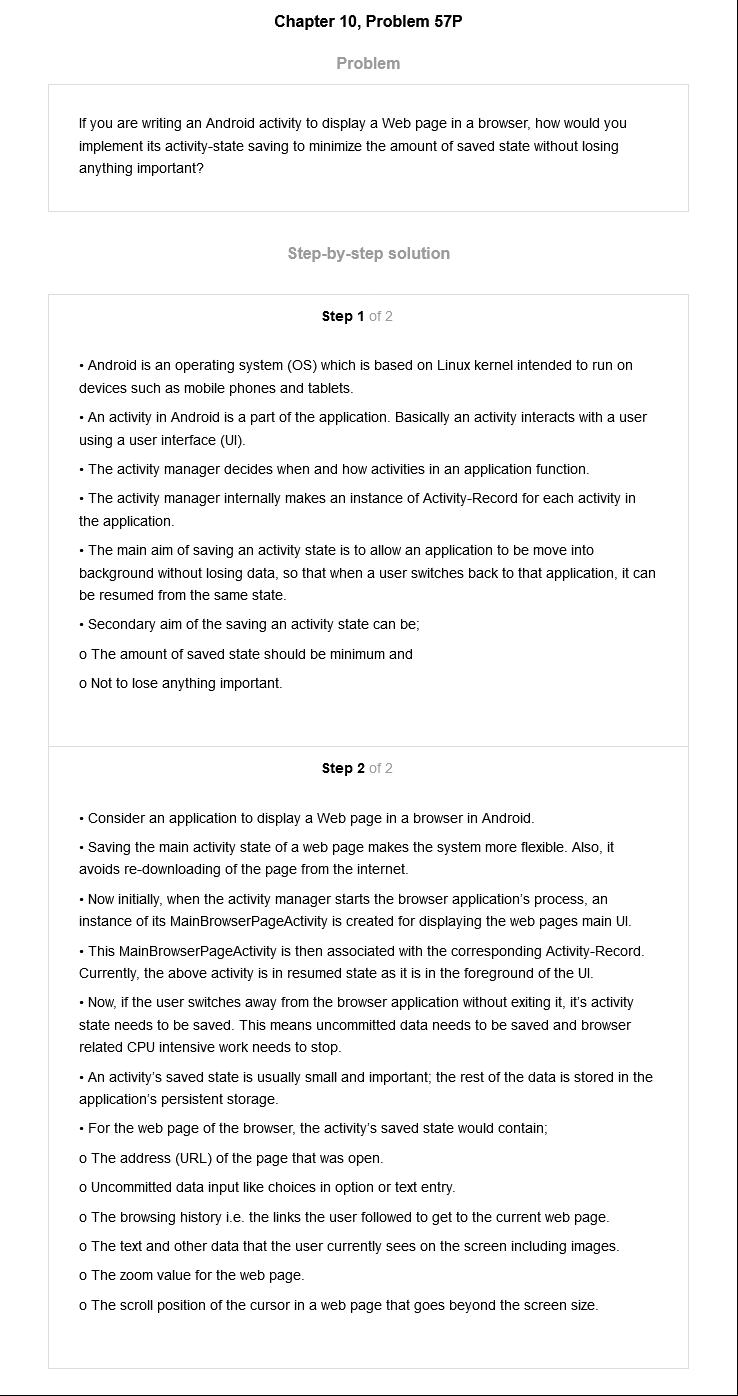 Chapter 10, Problem 57P
Problem
If you are writing an Android activity to display a Web page in a browser, how would you
implement its activity-state saving to minimize the amount of saved state without losing
anything important?
Step-by-step solution
Step 1 of 2
• Android is an operating system (OS) which is based on Linux kernel intended to run on
devices such as mobile phones and tablets.
• An activity in Android is a part of the application. Basically an activity interacts with a user
using a user interface (UI).
• The activity manager decides when and how activities in an application function.
• The activity manager internally makes an instance of Activity-Record for each activity in
the application.
• The main aim of saving an activity state is to allow an application to be move into
background without losing data, so that when a user switches back to that application, it can
be resumed from the same state.
• Secondary aim of the saving an activity state can be;
o The amount of saved state should be minimum and
o Not to lose anything important.
Step 2 of 2
• Consider an application to display a Web page in a browser in Android.
• Saving the main activity state of a web page makes the system more flexible. Also, it
avoids re-downloading of the page from the internet.
• Now initially, when the activity manager starts the browser application's process, an
instance of its MainBrowserPageActivity is created for displaying the web pages main UI.
• This MainBrowserPageActivity is then associated with the corresponding Activity-Record.
Currently, the above activity is in resumed state as it is in the foreground of the UI.
• Now, if the user switches away from the browser application without exiting it, it's activity
state needs to be saved. This means uncommitted data needs to be saved and browser
related CPU intensive work needs to stop.
• An activity's saved state is usually small and important; the rest of the data is stored in the
application's persistent storage.
• For the web page of the browser, the activity's saved state would contain;
o The address (URL) of the page that was open.
o Uncommitted data input like choices in option or text entry.
o The browsing history i.e. the links the user followed to get to the current web page.
o The text and other data that the user currently sees on the screen including images.
o The zoom value for the web page.
o The scroll position of the cursor in a web page that goes beyond the screen size.